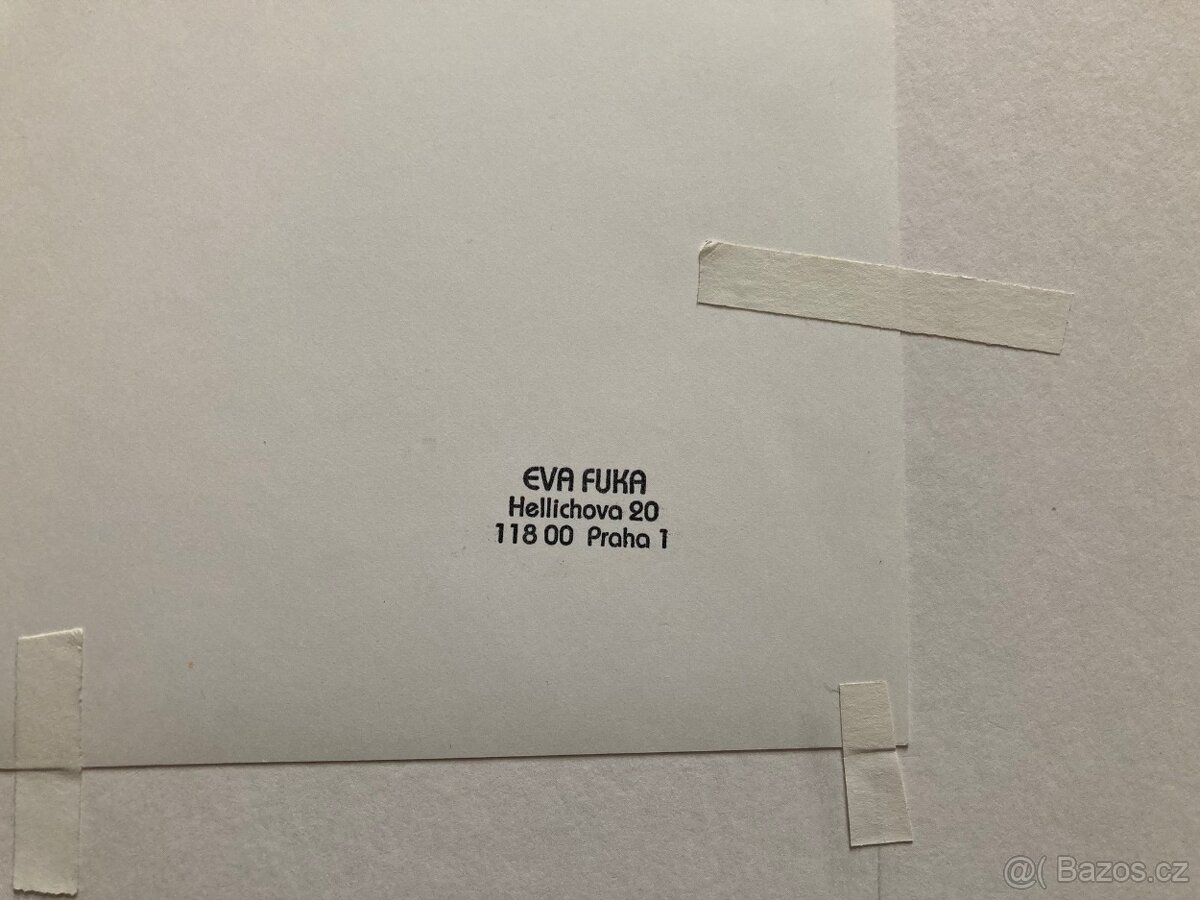 EVA FUKA
Hellichova 20
118 00 Praha 1
@( Bazos.cz